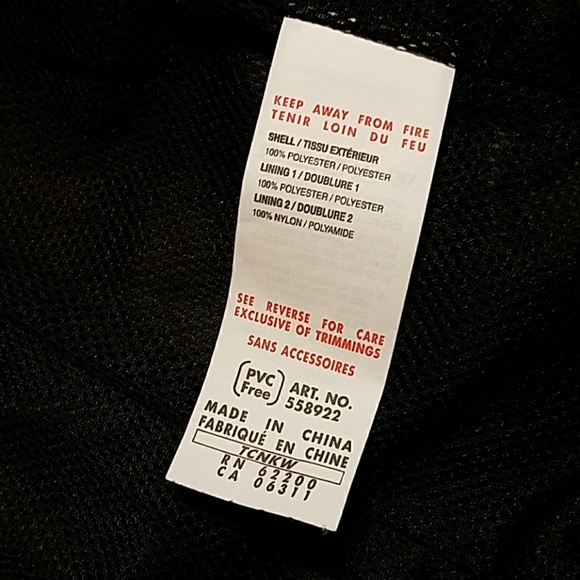 KEEP AWAY FROM FIRE
TENIR LOIN DU FEU
SHELL / TISSU EXTÉRIEUR
100% POLYESTER / POLYESTER
LINING 1 / DOUBLURE 1
100% POLYESTER / POLYESTER
LINING 2 / DOUBLURE 2
100% NYLON / POLYAMIDE
SEE REVERSE FOR CARE
EXCLUSIVE OF TRIMMINGS
SANS ACCESSOIRES
PVC
Free
ART. NO.
558922
MADE IN CHINA
FABRIQUÉ EN CHINE
TCNKW
RN 62200
CA 06311